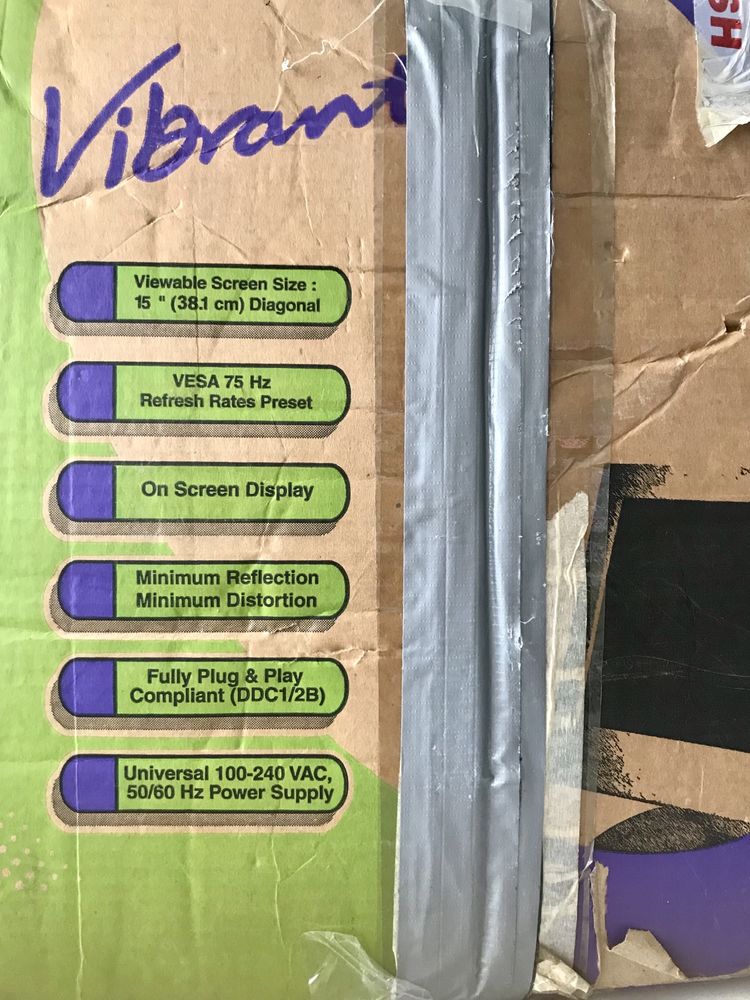 Vibrant
SH
Viewable Screen Size :
15 " (38.1 cm) Diagonal
VESA 75 Hz
Refresh Rates Preset
On Screen Display
Minimum Reflection
Minimum Distortion
Fully Plug & Play
Compliant (DDC1/2B)
Universal 100-240 VAC,
50/60 Hz Power Supply